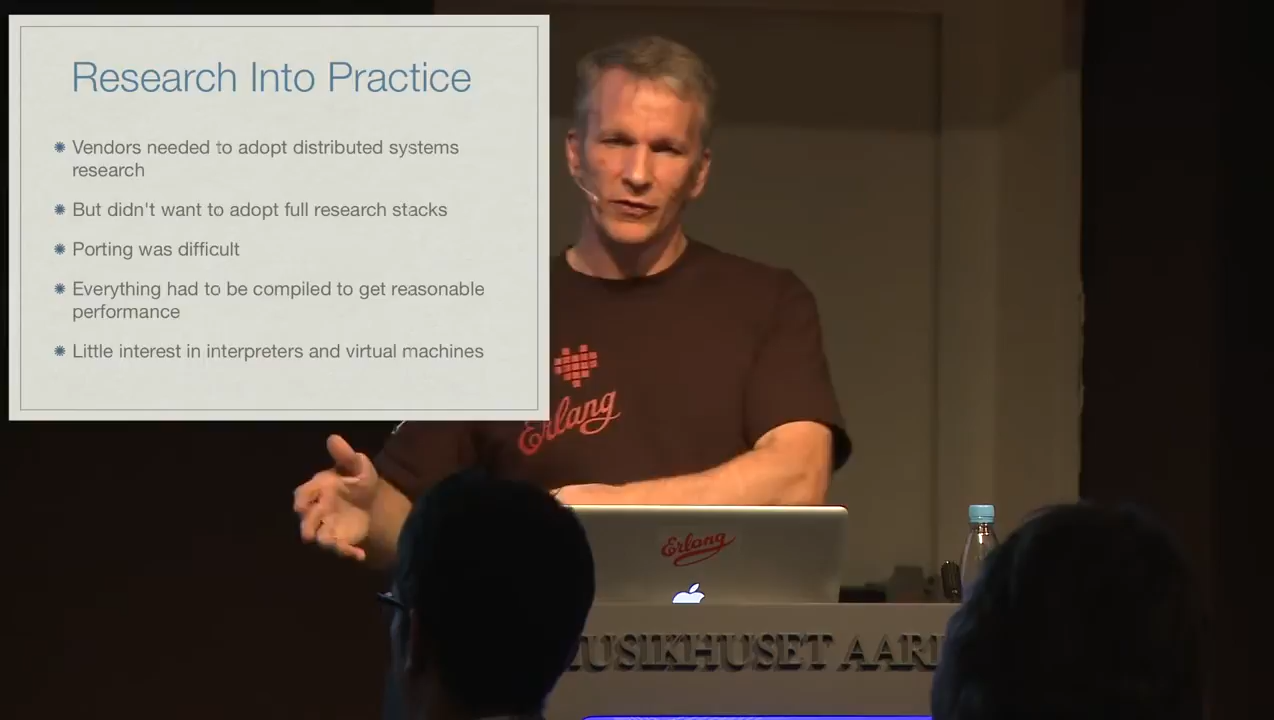 Research Into Practice
Vendors needed to adopt distributed systems
research
But didn't want to adopt full research stacks
Porting was difficult
Everything had to be compiled to get reasonable
performance
Little interest in interpreters and virtual machines
Erlang
Erlang
MUSIKHUSET AAR